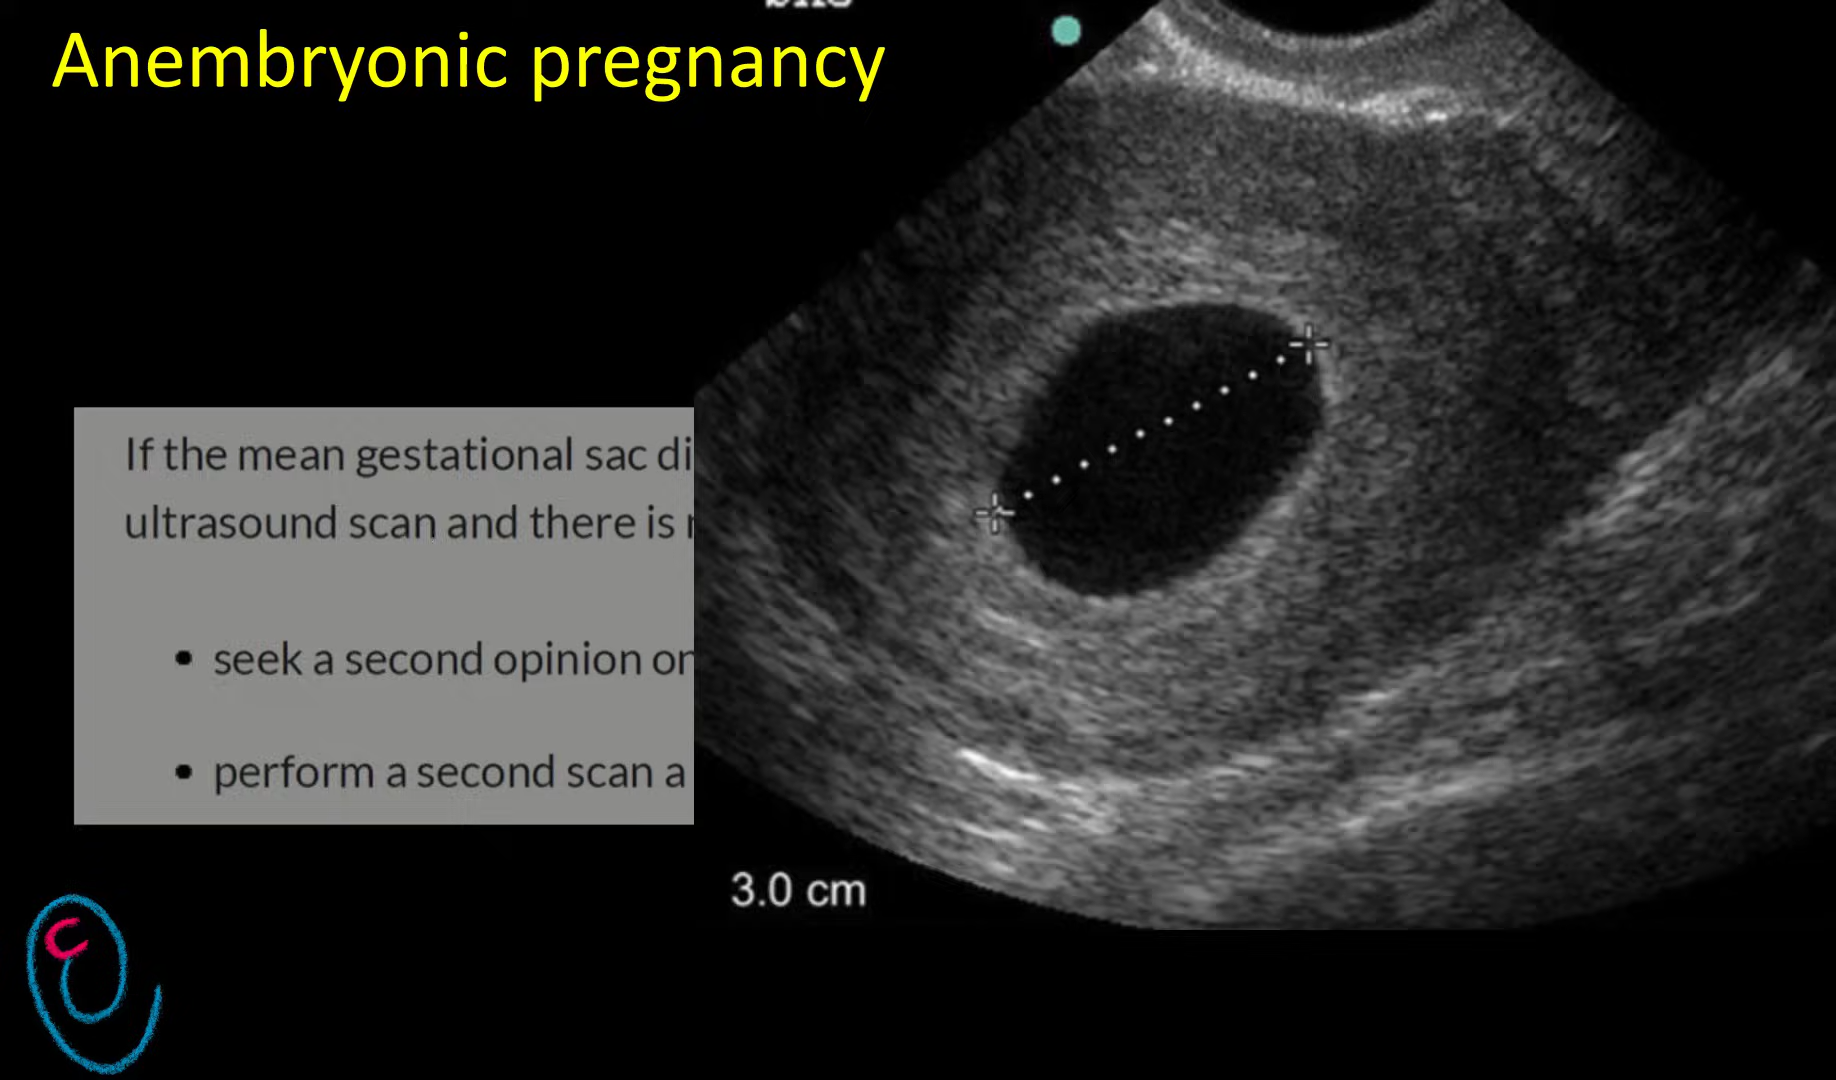 Anembryonic pregnancy
If the mean gestational sac di
ultrasound scan and there is
• seek a second opinion or
• perform a second scan a
3.0 cm